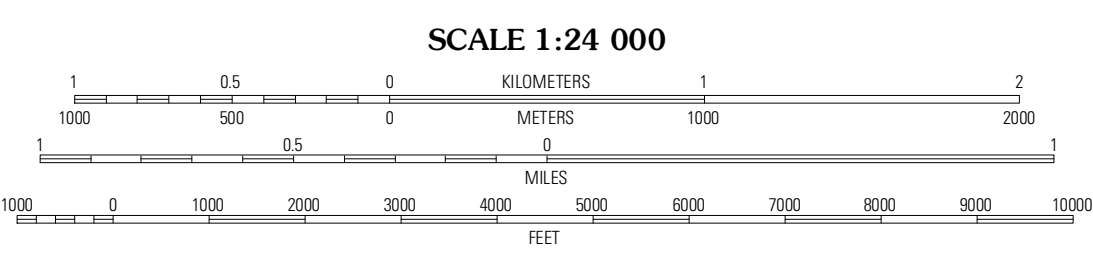 SCALE 1:24 000
1 0.5 0 KILOMETERS 1 2
1000 500 0 METERS 1000 2000
1 0.5 0 1
MILES
1000 0 1000 2000 3000 4000 5000 6000 7000 8000 9000 10000
FEET